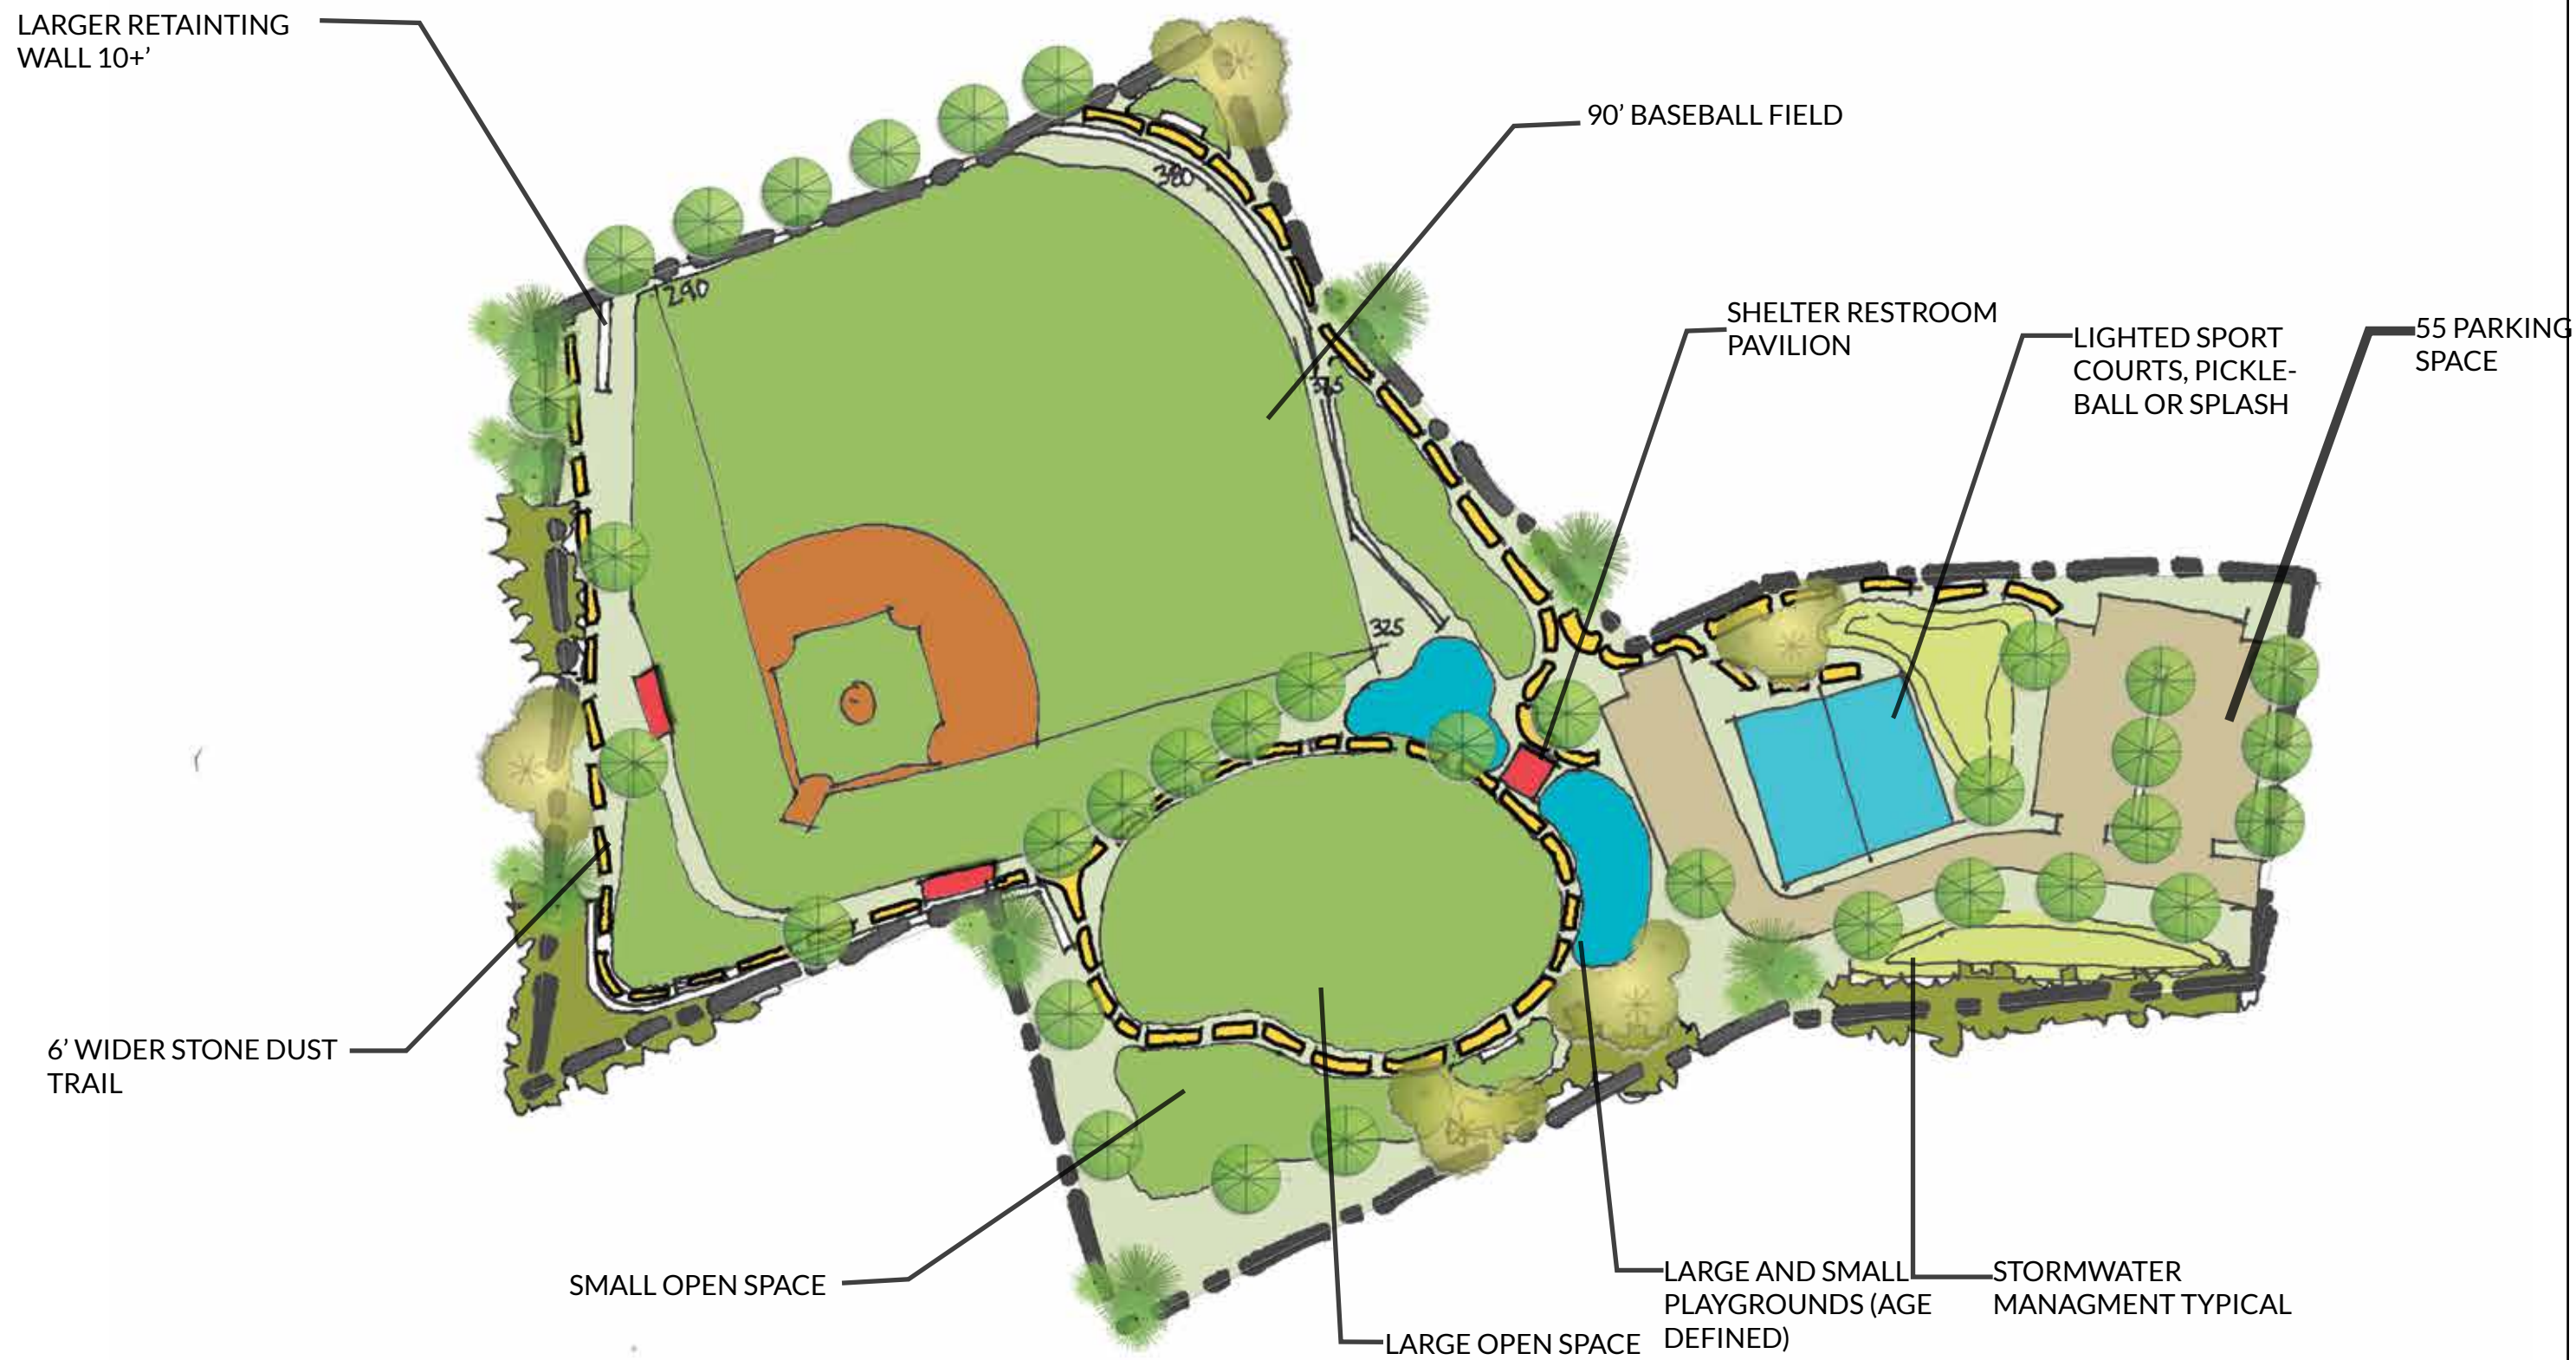 LARGER RETAINTING
WALL 10+'
90' BASEBALL FIELD
380
290
SHELTER RESTROOM
PAVILION
LIGHTED SPORT
COURTS, PICKLE-
BALL OR SPLASH
55 PARKING
SPACE
325
6' WIDER STONE DUST
TRAIL
SMALL OPEN SPACE
LARGE AND SMALL
PLAYGROUNDS (AGE
DEFINED)
STORMWATER
MANAGMENT TYPICAL
LARGE OPEN SPACE